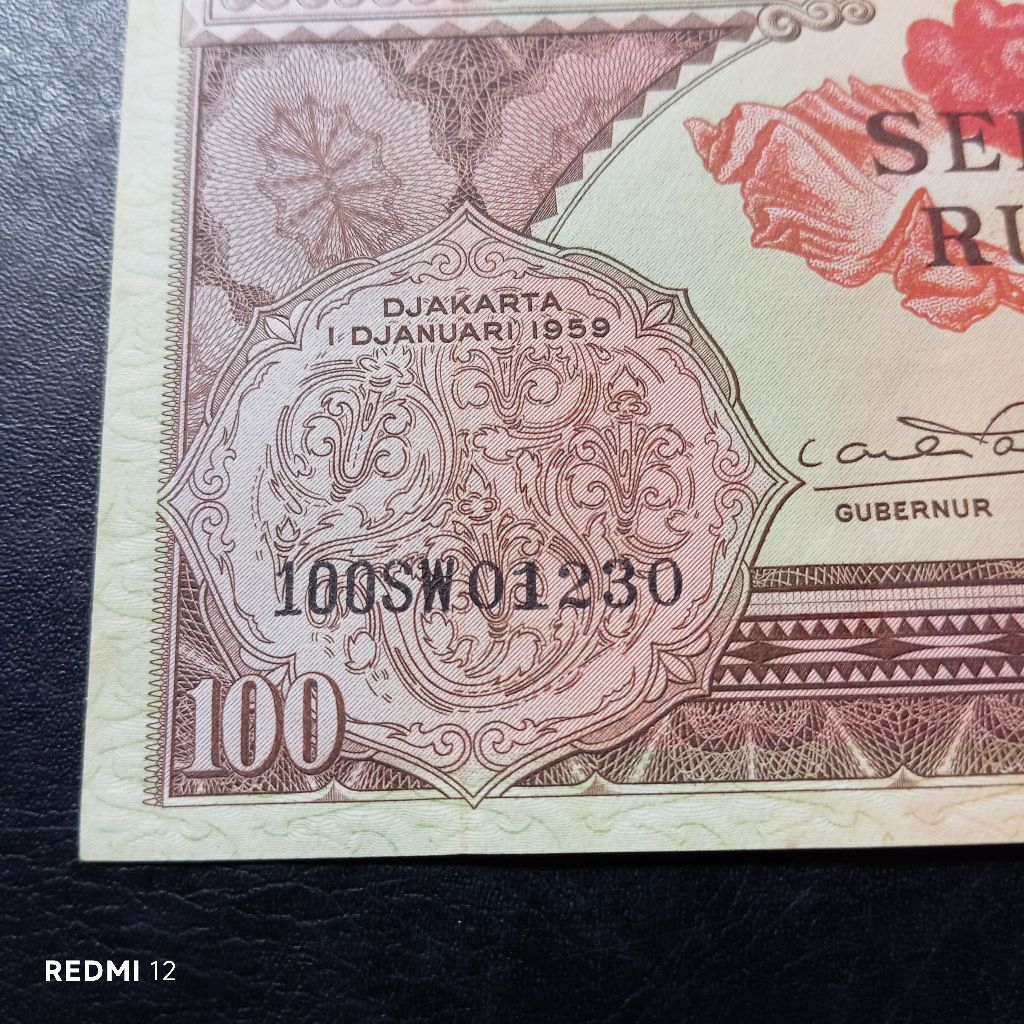 SE
RU
DJAKARTA
1 DJANUARI 1959
GUBERNUR
100SW01230
100
REDMI 12